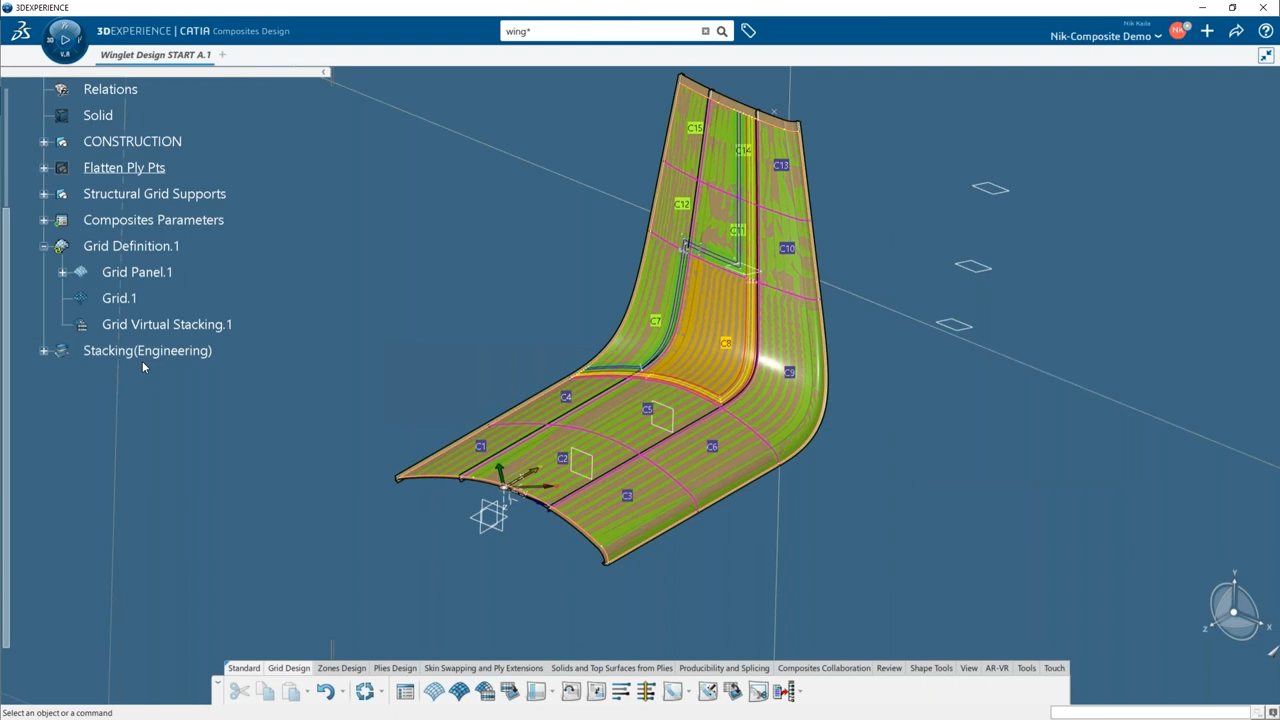 3DEXPERIENCE
3DEXPERIENCE | CATIA Composites Design
wing*
Nik Kada
Nik-Composite Demo
NK
V.R
Winglet Design START A.1
Relations
Solid
CONSTRUCTION
Flatten Ply Pts
Structural Grid Supports
Composites Parameters
Grid Definition.1
Grid Panel.1
Grid.1
Grid Virtual Stacking.1
Stacking(Engineering)
C15
C14
C13
C12
C11
C10
C7
C8
C9
C4
C5
C1
C2
C6
C3
Y
Z
X
Standard Grid Design Zones Design Plies Design Skin Swapping and Ply Extensions Solids and Top Surfaces from Plies Producibility and Splicing Composites Collaboration Review Shape Tools View AR-VR Tools Touch
Select an object or a command